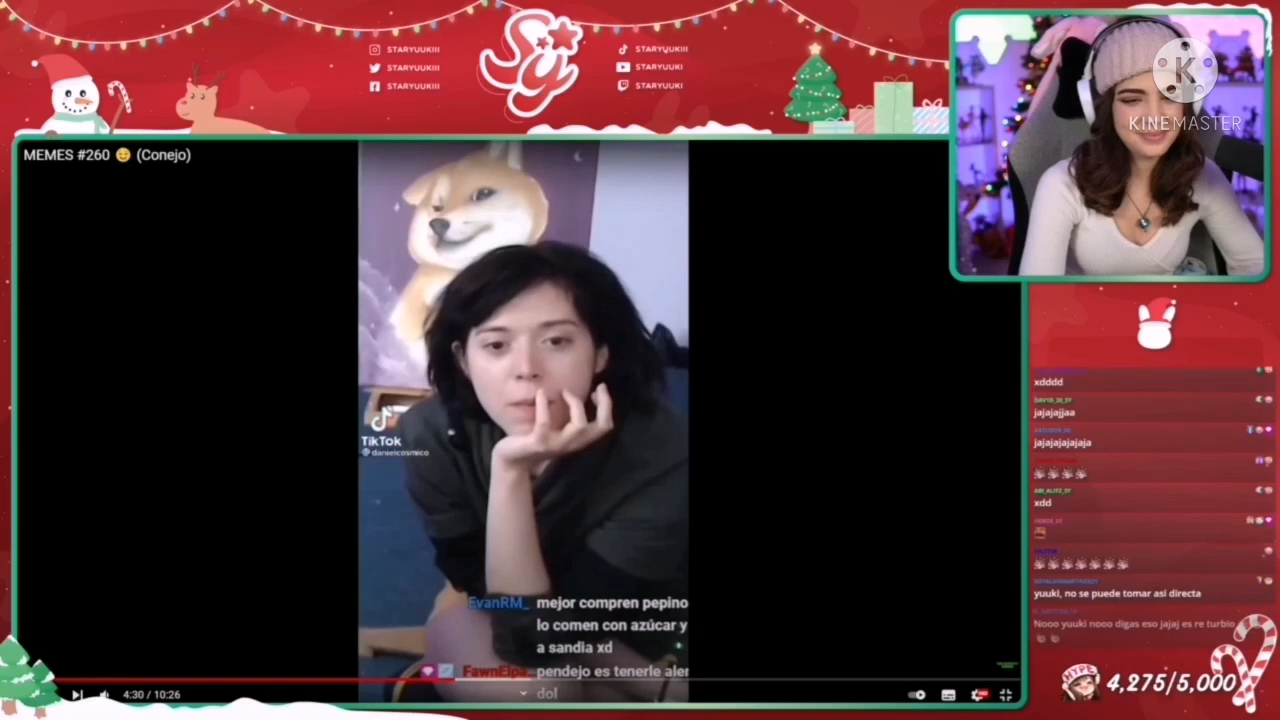 STARYUUKIII
STARYUUKIII
STARYUUKIII
SY
STARYUUKIII
STARYUUKI
STARYUUKI
K
KINEMASTER
MEMES #260 😏 (Conejo)
TikTok
@danielcosmico
EvanRM_ mejor compren pepino
lo comen con azúcar y
a sandia xd
pendejo es tenerle aler
dol
4:30 / 10:26
xdddd
jajajajjaa
jajajajajajaja
xdd
yuuki, no se puede tomar asi directa
Nooo yuuki nooo digas eso jajaj es re turbio
HYPE
4,275/5,000